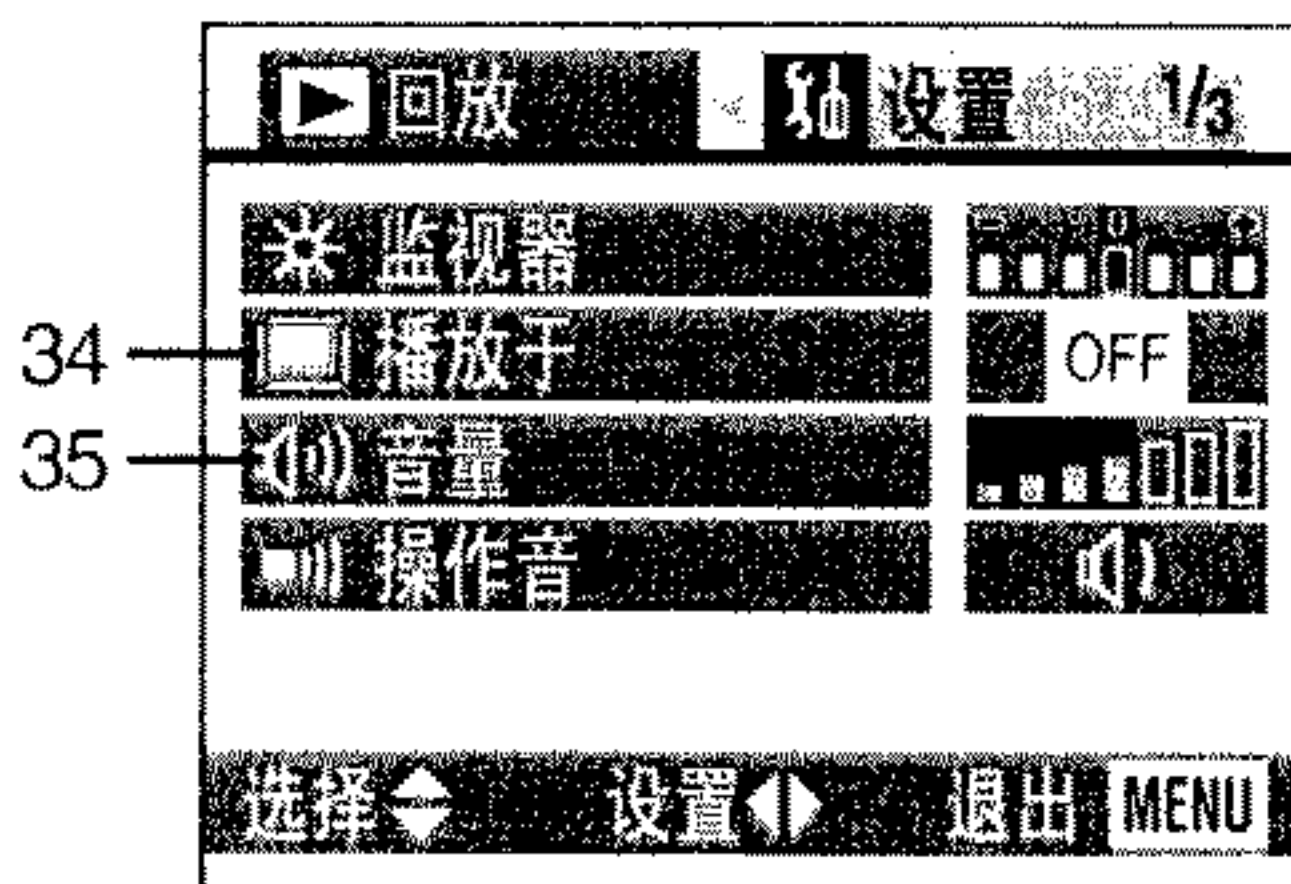 回放 设置 1/3
监视器 - 0 +
34 播放于 OFF
35 音量
操作音
选择 设置 退出 MENU